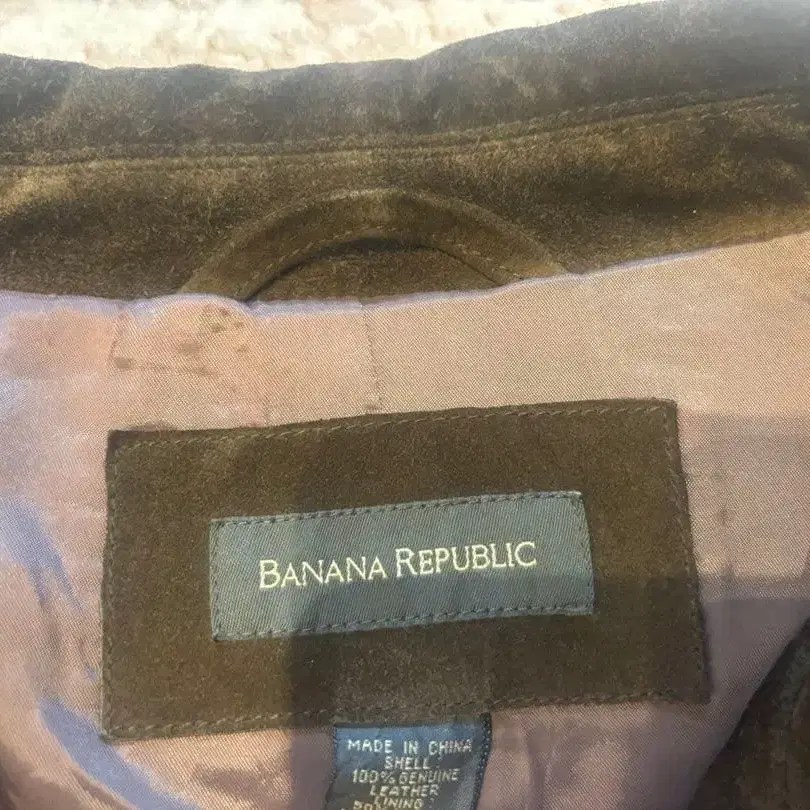 BANANA REPUBLIC
MADE IN CHINA
SHELL
100% GENUINE
LEATHER
LINING